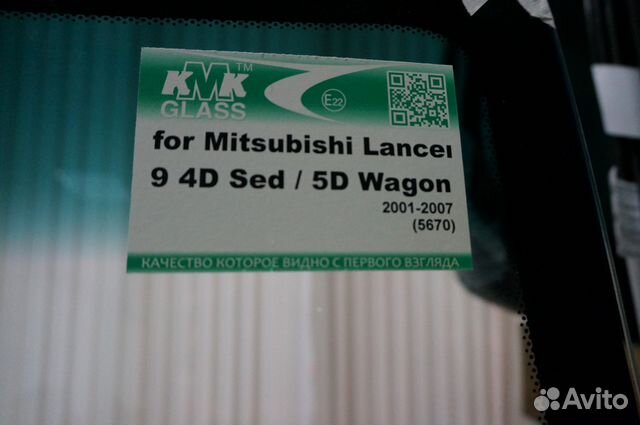 KMK™
GLASS
E22
for Mitsubishi Lancer
9 4D Sed / 5D Wagon
2001-2007
(5670)
КАЧЕСТВО КОТОРОЕ ВИДНО С ПЕРВОГО ВЗГЛЯДА
Avito